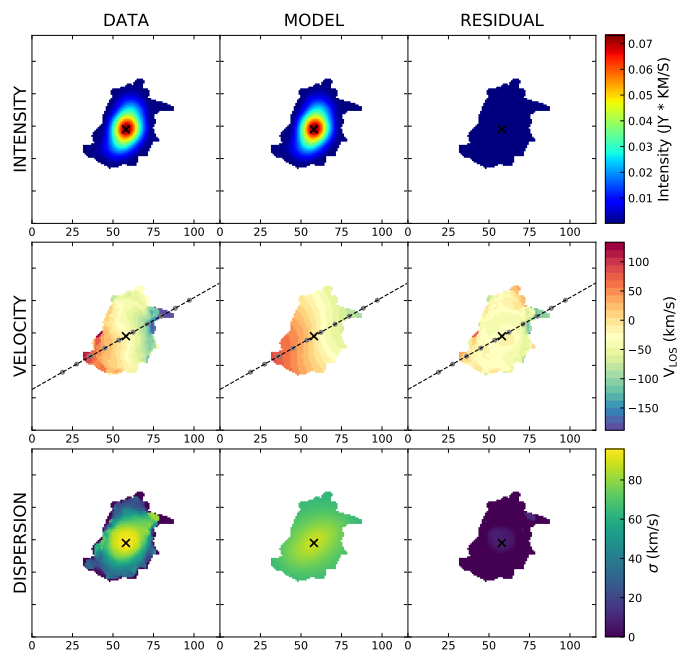 DATA MODEL RESIDUAL
INTENSITY
0 25 50 75 100 0 25 50 75 100 0 25 50 75 100
0.07
0.06
0.05
0.04
0.03
0.02
0.01
Intensity (JY * KM/S)
VELOCITY
0 25 50 75 100 0 25 50 75 100 0 25 50 75 100
100
50
0
−50
−100
−150
V_LOS (km/s)
DISPERSION
0 25 50 75 100 0 25 50 75 100 0 25 50 75 100
80
60
40
20
0
σ (km/s)